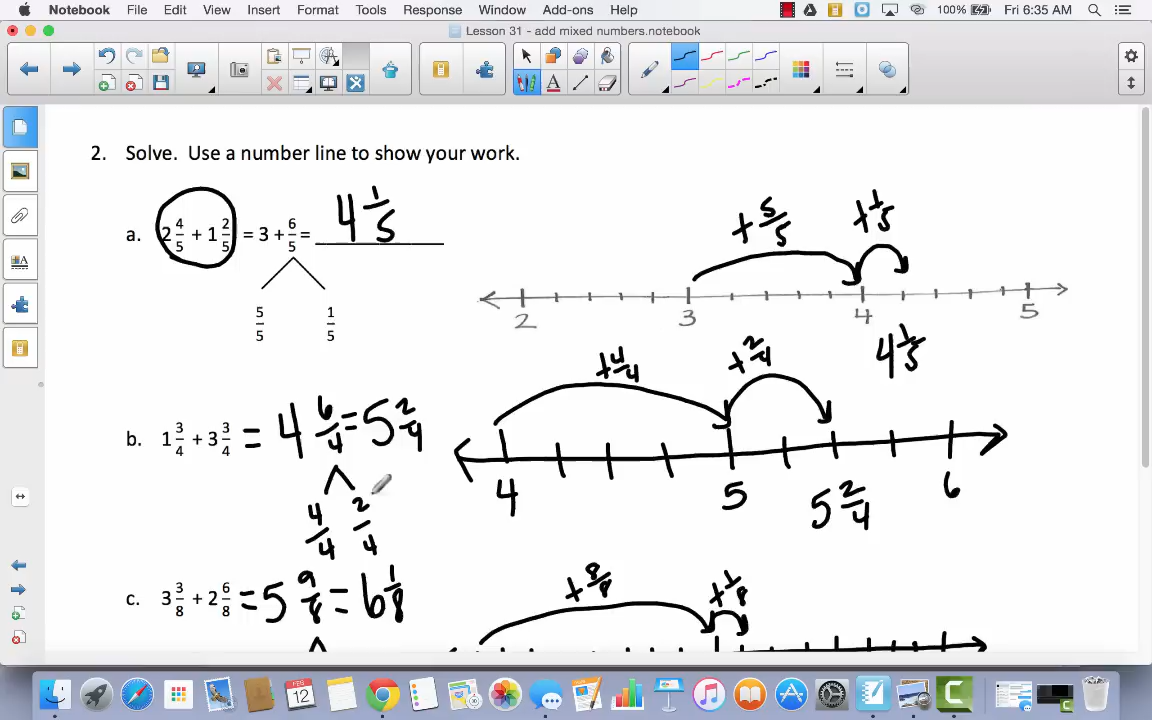 Notebook File Edit View Insert Format Tools Response Window Add-ons Help 100% Fri 6:35 AM
Lesson 31 - add mixed numbers.notebook
2. Solve. Use a number line to show your work.
a. 2 4/5 + 1 2/5 = 3 + 6/5 = 4 1/5
5/5 1/5
+5/5 +1/5
2 3 4 5
4 1/5
b. 1 3/4 + 3 3/4 = 4 6/4 = 5 2/4
4/4 2/4
+4/4 +2/4
4 5 5 2/4 6
c. 3 3/8 + 2 6/8 = 5 9/8 = 6 1/8
+8/8 +1/8
FEB 12